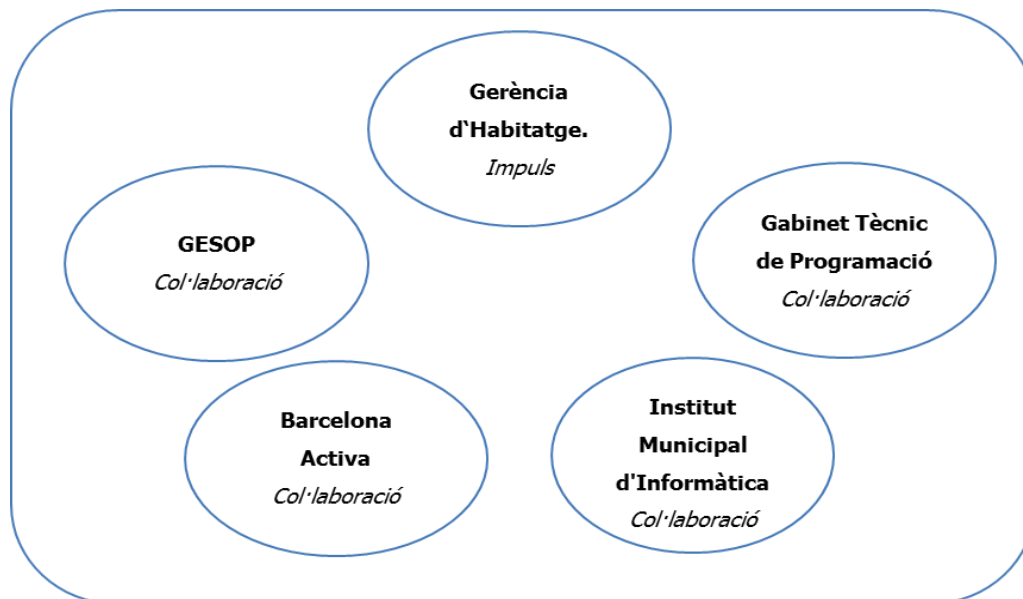 Gerència
d‘Habitatge.
Impuls
GESOP
Col·laboració
Gabinet Tècnic
de Programació
Col·laboració
Barcelona
Activa
Col·laboració
Institut
Municipal
d'Informàtica
Col·laboració